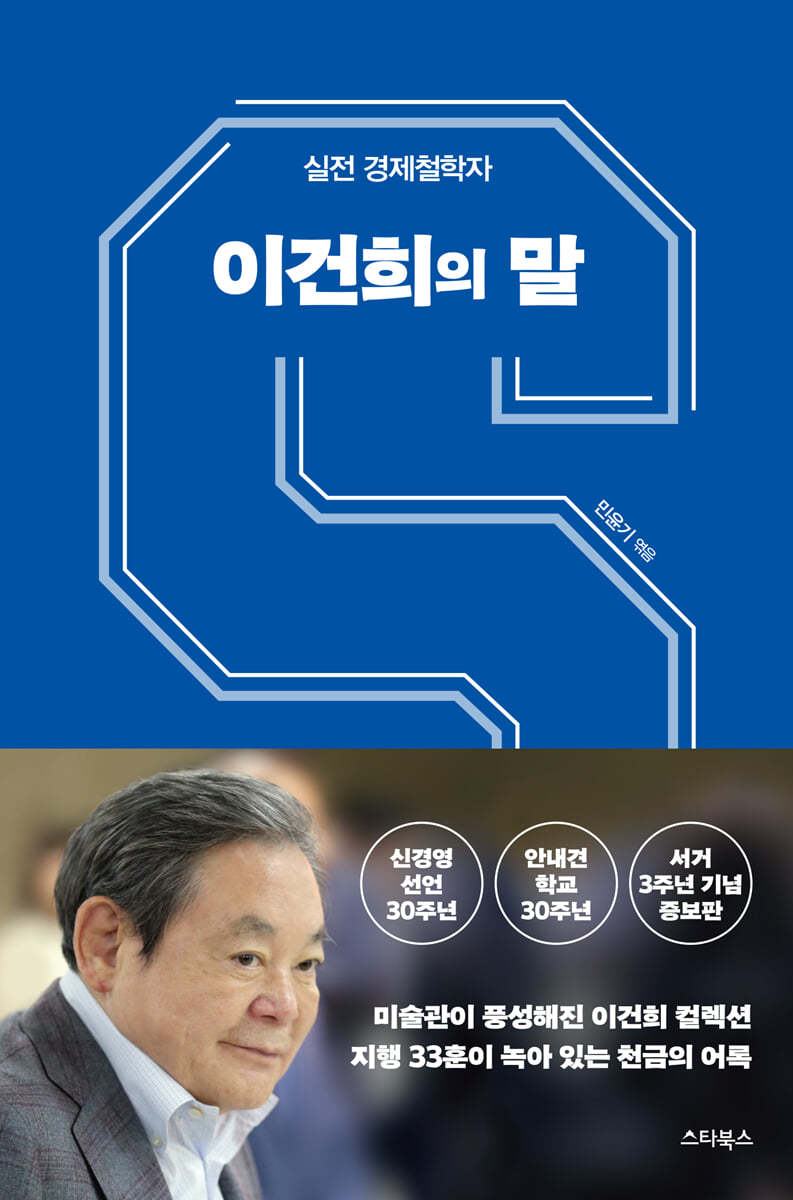 실전 경제철학자
이건희의 말
민윤기 엮음
신경영
선언
30주년
안내견
학교
30주년
서거
3주년 기념
증보판
미술관이 풍성해진 이건희 컬렉션
지행 33훈이 녹아 있는 천금의 어록
스타북스